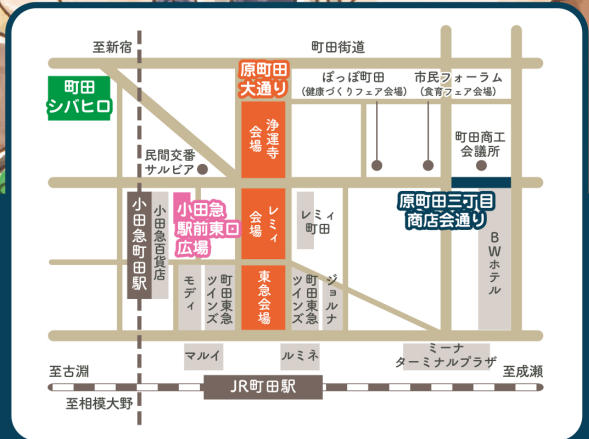 至新宿
町田街道
町田
シバヒロ
原町田
大通り
ぽっぽ町田
(健康づくりフェア会場)
市民フォーラム
(食育フェア会場)
浄運寺
会場
民間交番
サルビア
町田商工
会議所
小田急町田駅
小田急百貨店
小田急
駅前東口
広場
レミィ
会場
レミィ
町田
原町田三丁目
商店会通り
BWホテル
モディ
町田東急
ツインズ
東急会場
町田東急
ツインズ
ジョルナ
マルイ
ルミネ
ミーナ
ターミナルプラザ
至古淵
至成瀬
JR町田駅
至相模大野